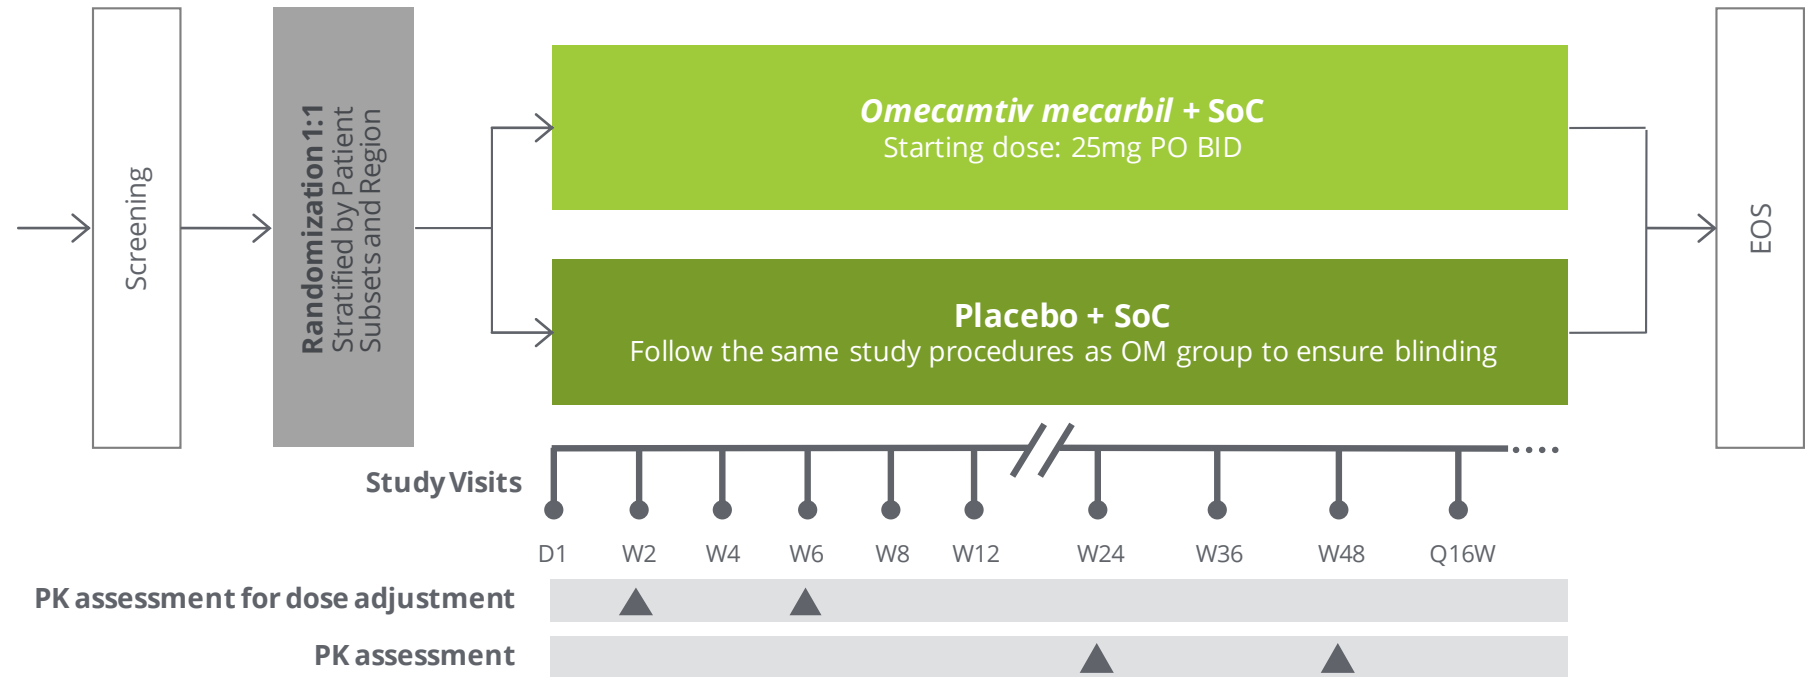 Screening
Randomization 1:1
Stratified by Patient
Subsets and Region
Omecamtiv mecarbil + SoC
Starting dose: 25mg PO BID
Placebo + SoC
Follow the same study procedures as OM group to ensure blinding
EOS
Study Visits
D1 W2 W4 W6 W8 W12 W24 W36 W48 Q16W
PK assessment for dose adjustment
PK assessment